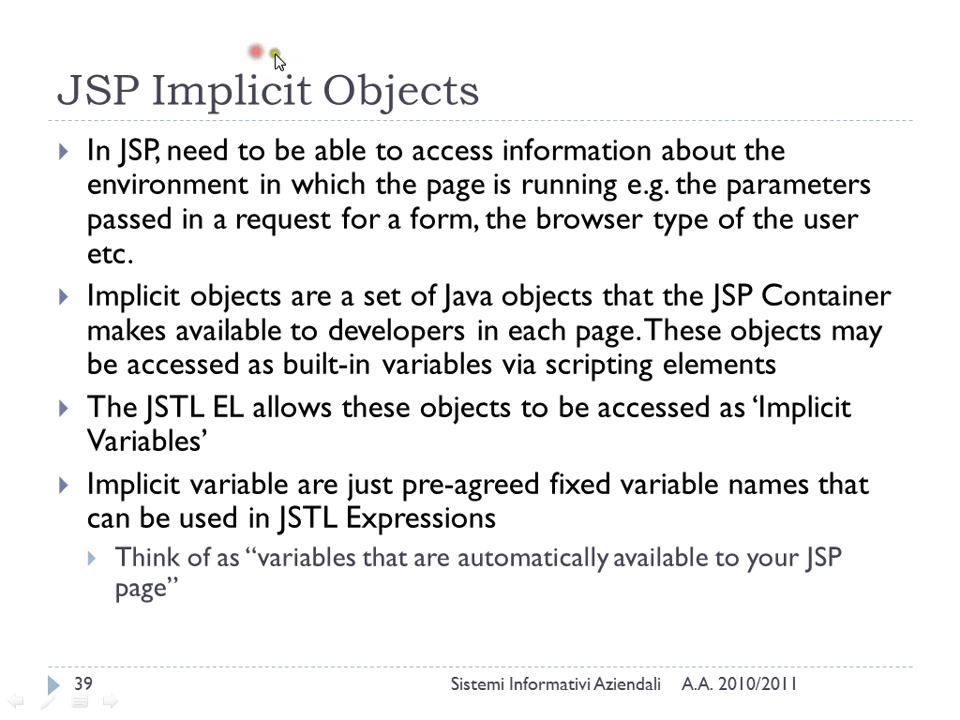 JSP Implicit Objects
In JSP, need to be able to access information about the
environment in which the page is running e.g. the parameters
passed in a request for a form, the browser type of the user
etc.
Implicit objects are a set of Java objects that the JSP Container
makes available to developers in each page. These objects may
be accessed as built-in variables via scripting elements
The JSTL EL allows these objects to be accessed as ‘Implicit
Variables’
Implicit variable are just pre-agreed fixed variable names that
can be used in JSTL Expressions
Think of as “variables that are automatically available to your JSP
page”
39 Sistemi Informativi Aziendali A.A. 2010/2011